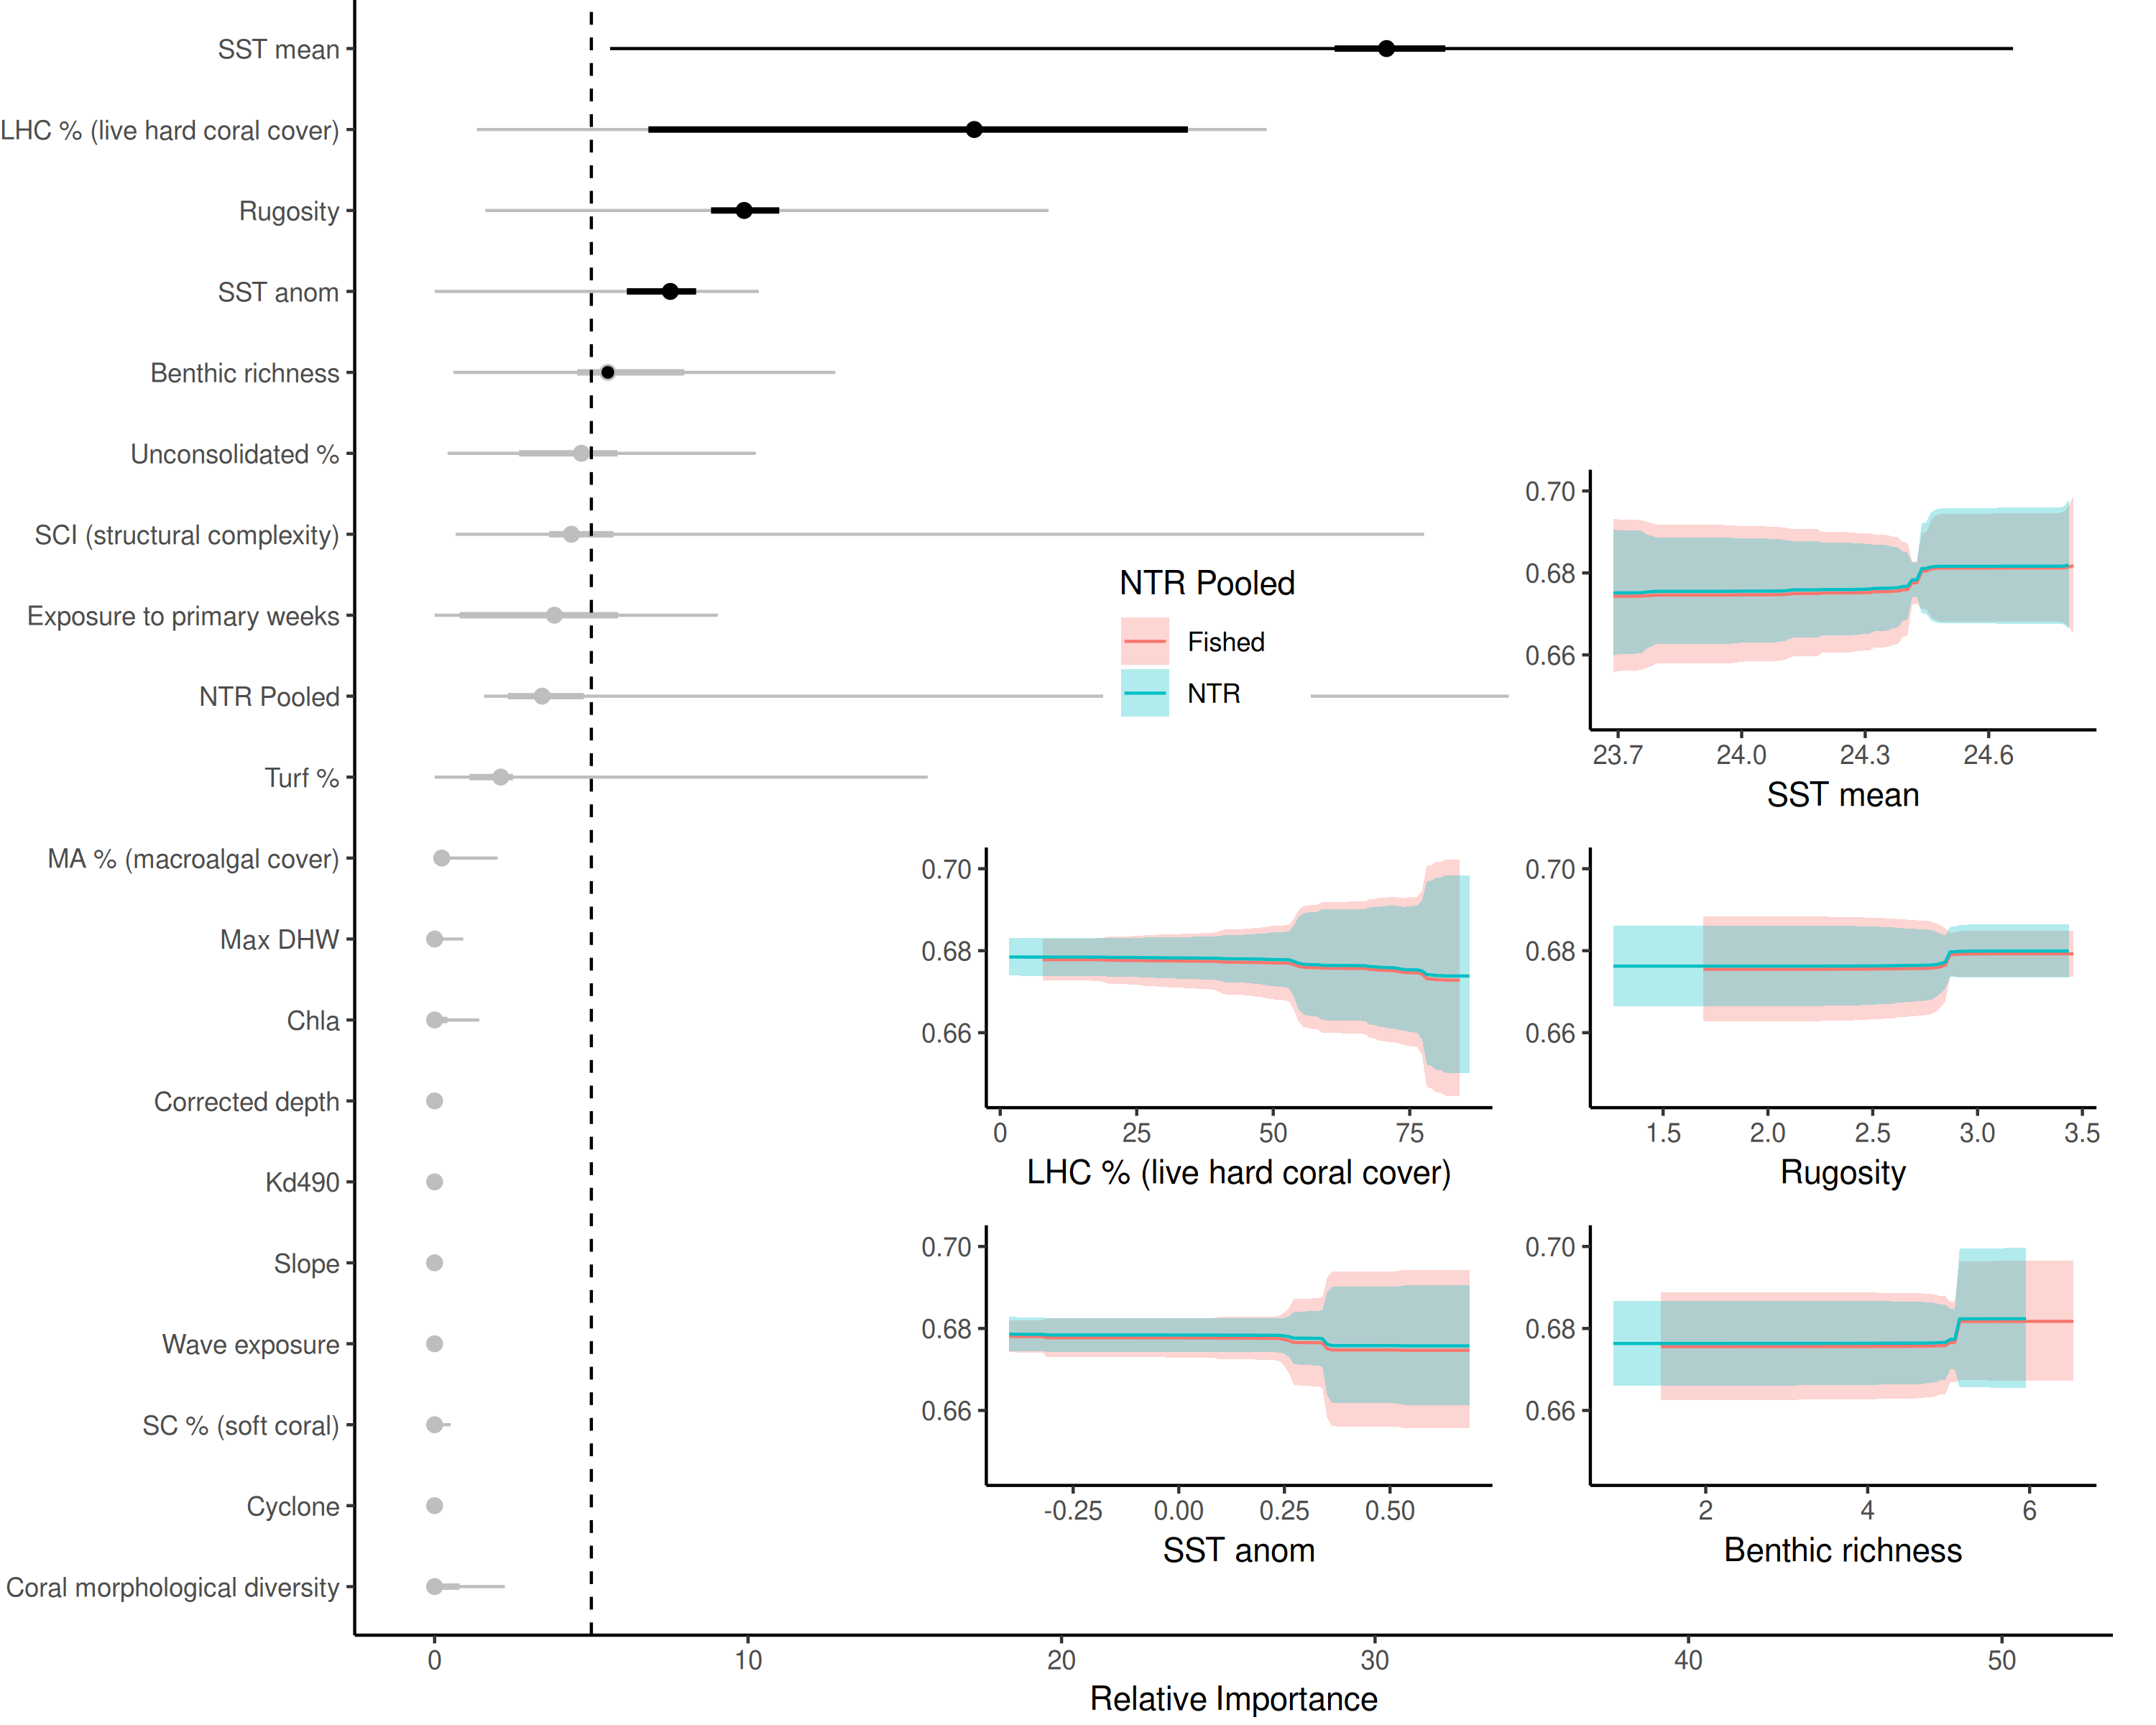 SST mean
LHC % (live hard coral cover)
Rugosity
SST anom
Benthic richness
Unconsolidated %
SCI (structural complexity)
Exposure to primary weeks
NTR Pooled
Turf %
MA % (macroalgal cover)
Max DHW
Chla
Corrected depth
Kd490
Slope
Wave exposure
SC % (soft coral)
Cyclone
Coral morphological diversity
0 10 20 30 40 50
Relative Importance
NTR Pooled
Fished
NTR
0.70
0.68
0.66
23.7 24.0 24.3 24.6
SST mean
0.70
0.68
0.66
0 25 50 75
LHC % (live hard coral cover)
0.70
0.68
0.66
1.5 2.0 2.5 3.0 3.5
Rugosity
0.70
0.68
0.66
-0.25 0.00 0.25 0.50
SST anom
0.70
0.68
0.66
2 4 6
Benthic richness